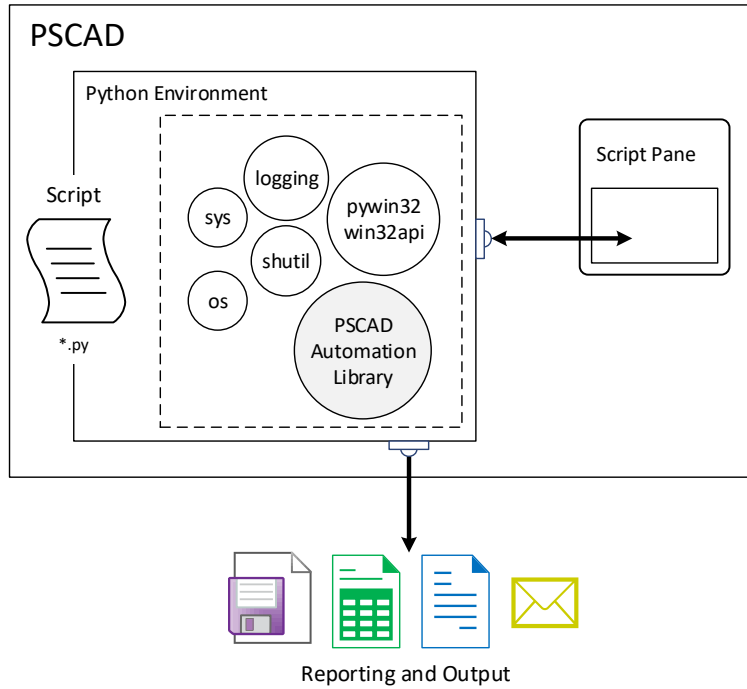 PSCAD
Python Environment
logging
Script Pane
Script
sys
pywin32
win32api
shutil
os
PSCAD
Automation
Library
*.py
Reporting and Output